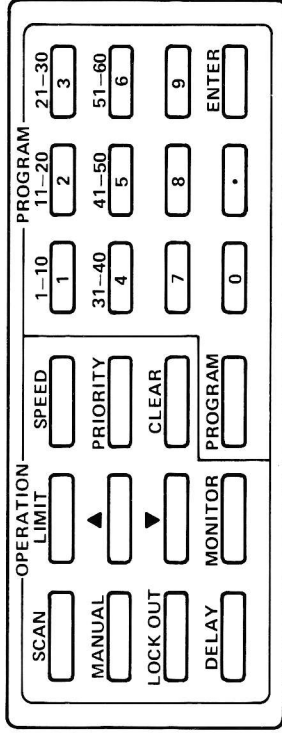 OPERATION PROGRAM
SCAN LIMIT SPEED 1–10 11–20 21–30
1 2 3
MANUAL ▲ PRIORITY 31–40 41–50 51–60
4 5 6
LOCK OUT ▼ CLEAR
7 8 9
DELAY MONITOR PROGRAM ENTER
0 •